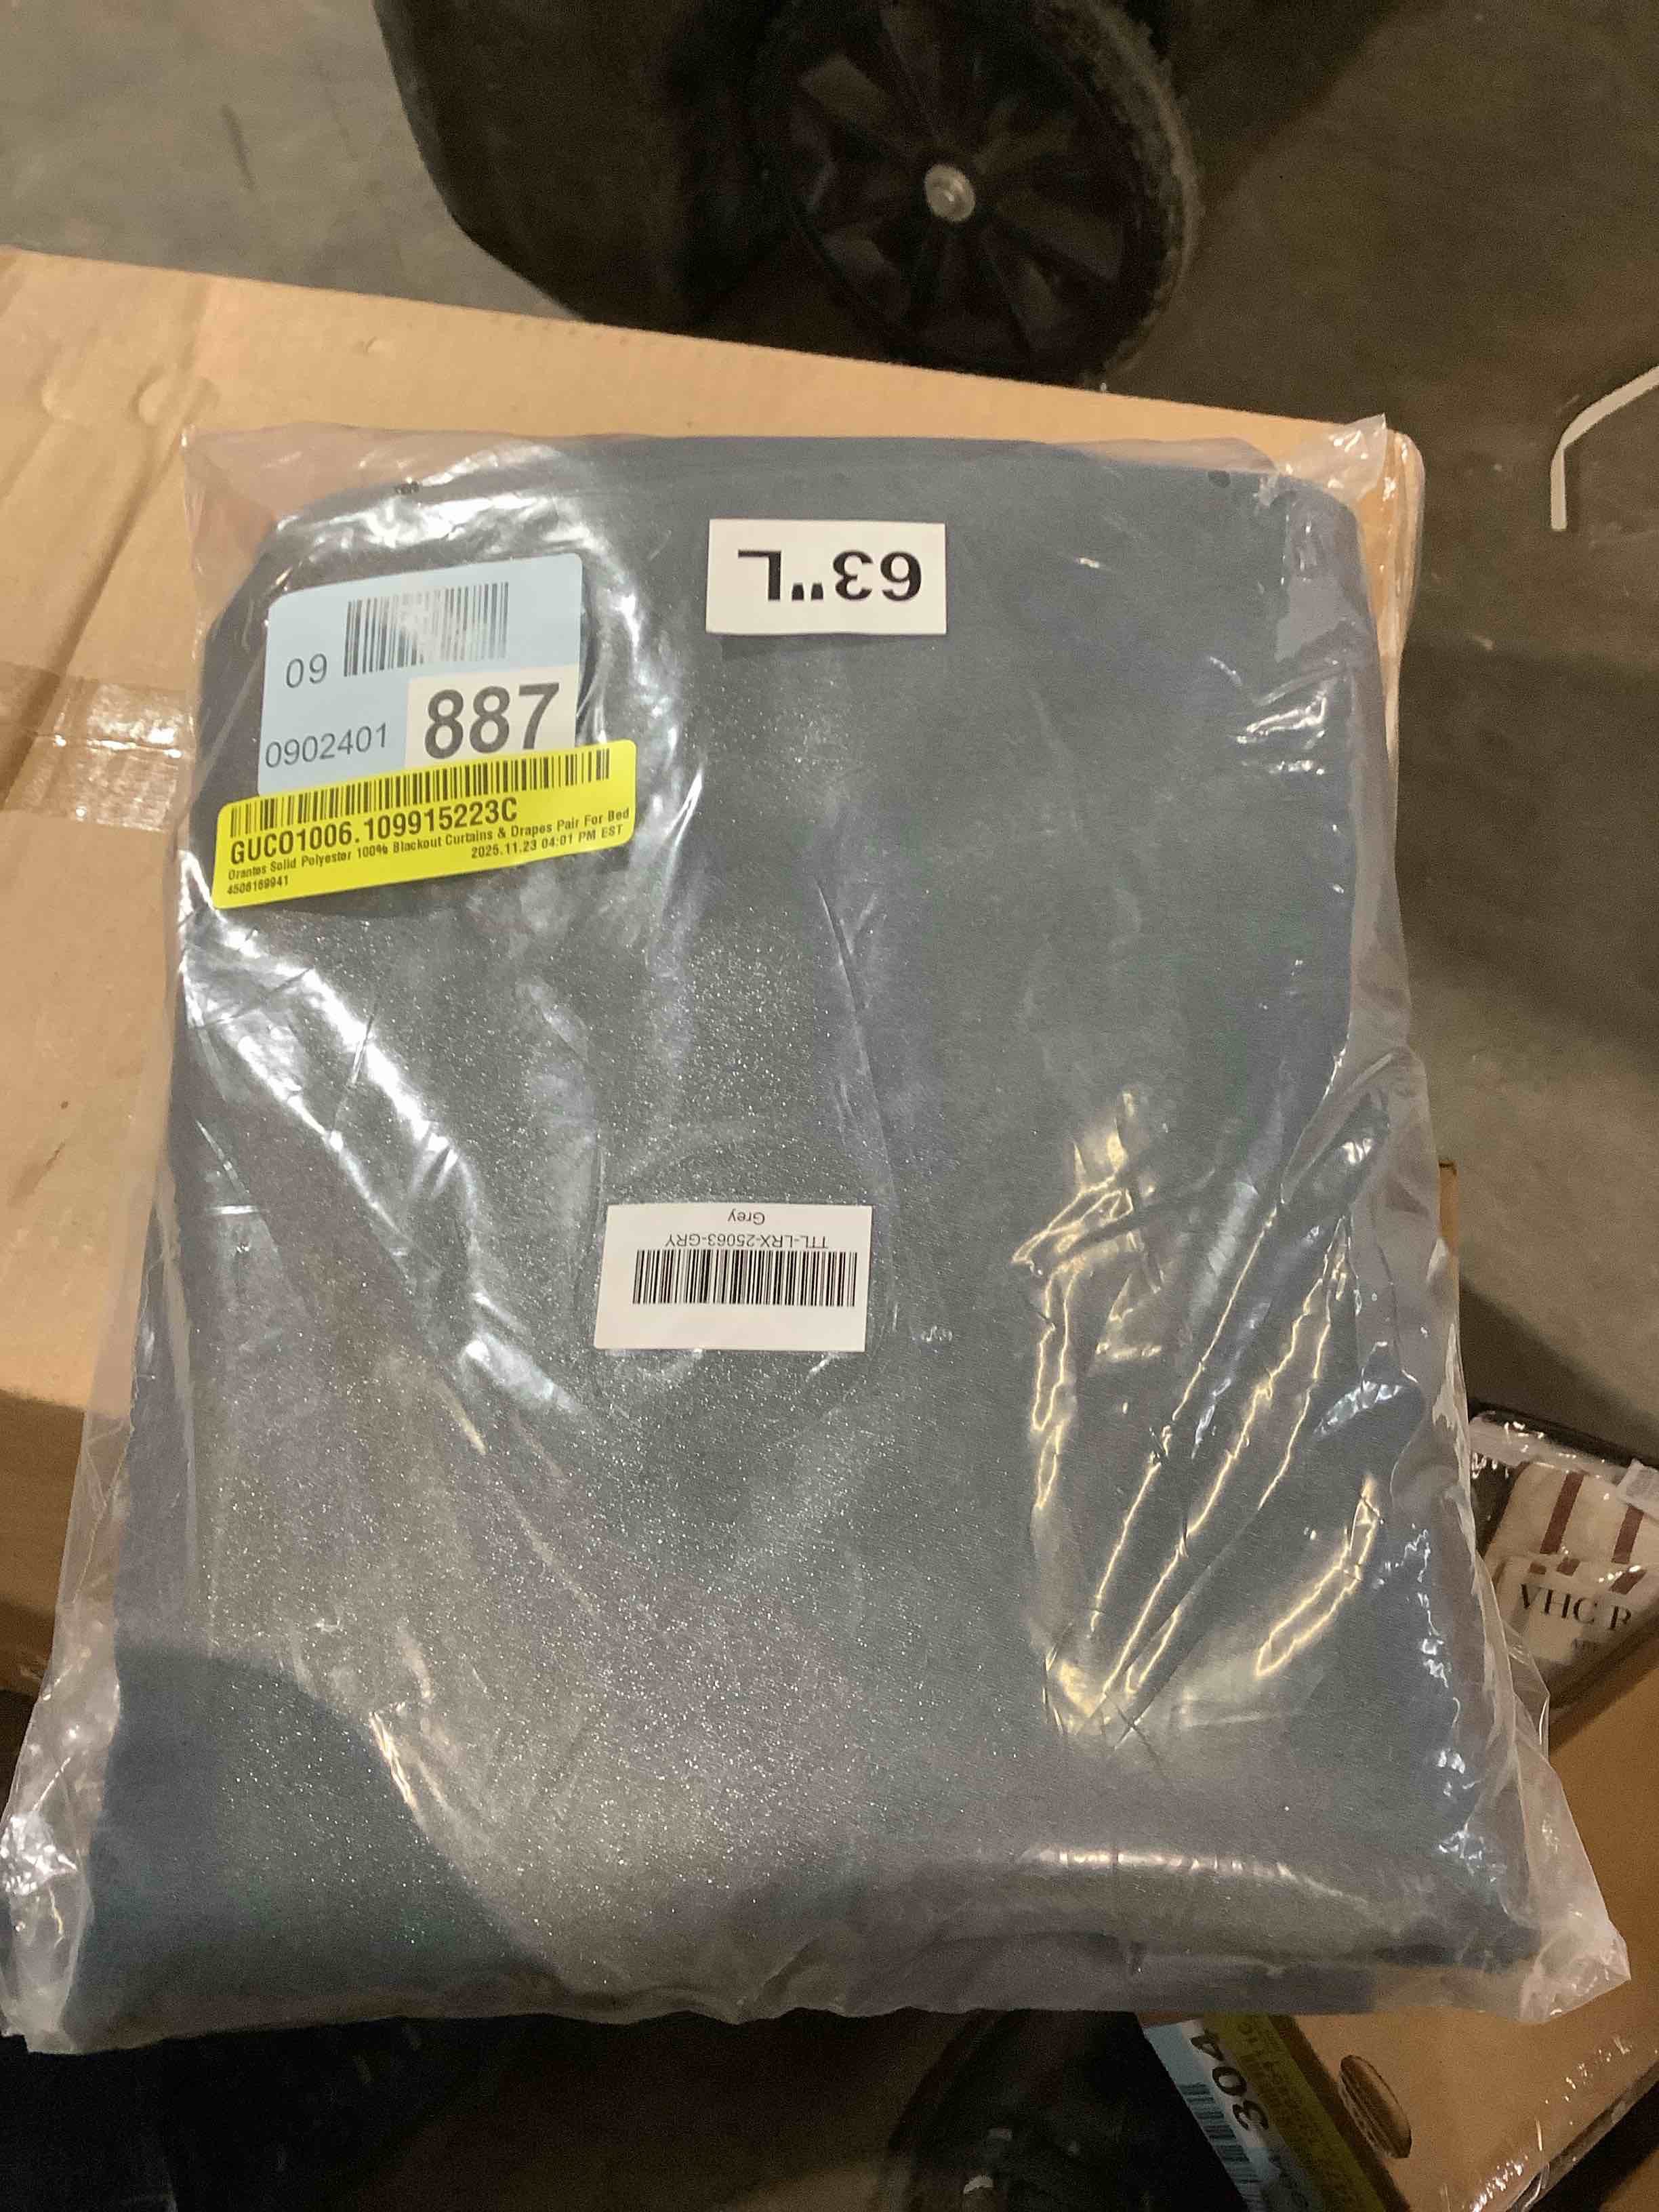 63"L
09
0902401
887
GUCO1006.109915223C
Orantes Solid Polyester 100% Blackout Curtains & Drapes Pair For Bed
2025.11.23 04:01 PM EST
4506169941
TTL-LRX-25063-GRY
Grey
VHC
304